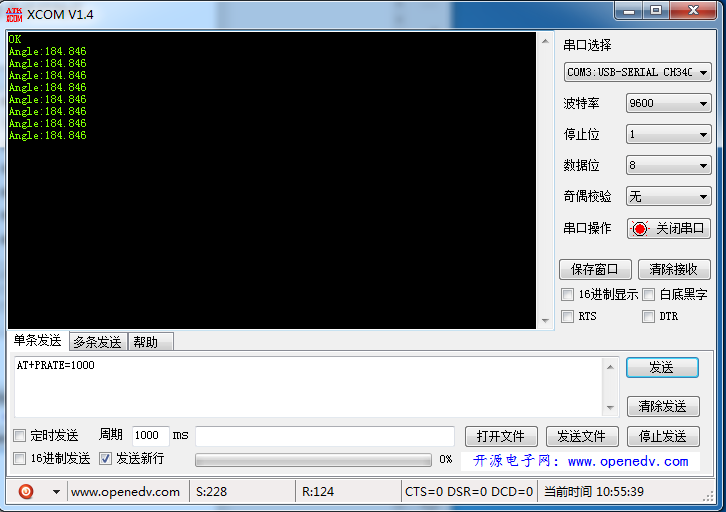 ATK
XCOM
XCOM V1.4
OK
Angle:184.846
Angle:184.846
Angle:184.846
Angle:184.846
Angle:184.846
Angle:184.846
Angle:184.846
Angle:184.846
串口选择
COM3:USB-SERIAL CH340
波特率 9600
停止位 1
数据位 8
奇偶校验 无
串口操作 关闭串口
保存窗口 清除接收
16进制显示 白底黑字
RTS DTR
单条发送 多条发送 帮助
AT+PRATE=1000
发送
清除发送
定时发送 周期 1000 ms 打开文件 发送文件 停止发送
16进制发送 发送新行 0% 开源电子网：www.openedv.com
www.openedv.com S:228 R:124 CTS=0 DSR=0 DCD=0 当前时间 10:55:39